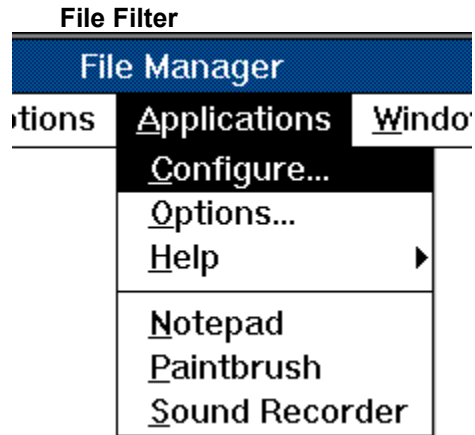 File Filter
File Manager
tions Applications Windo
Configure...
Options...
Help
Notepad
Paintbrush
Sound Recorder